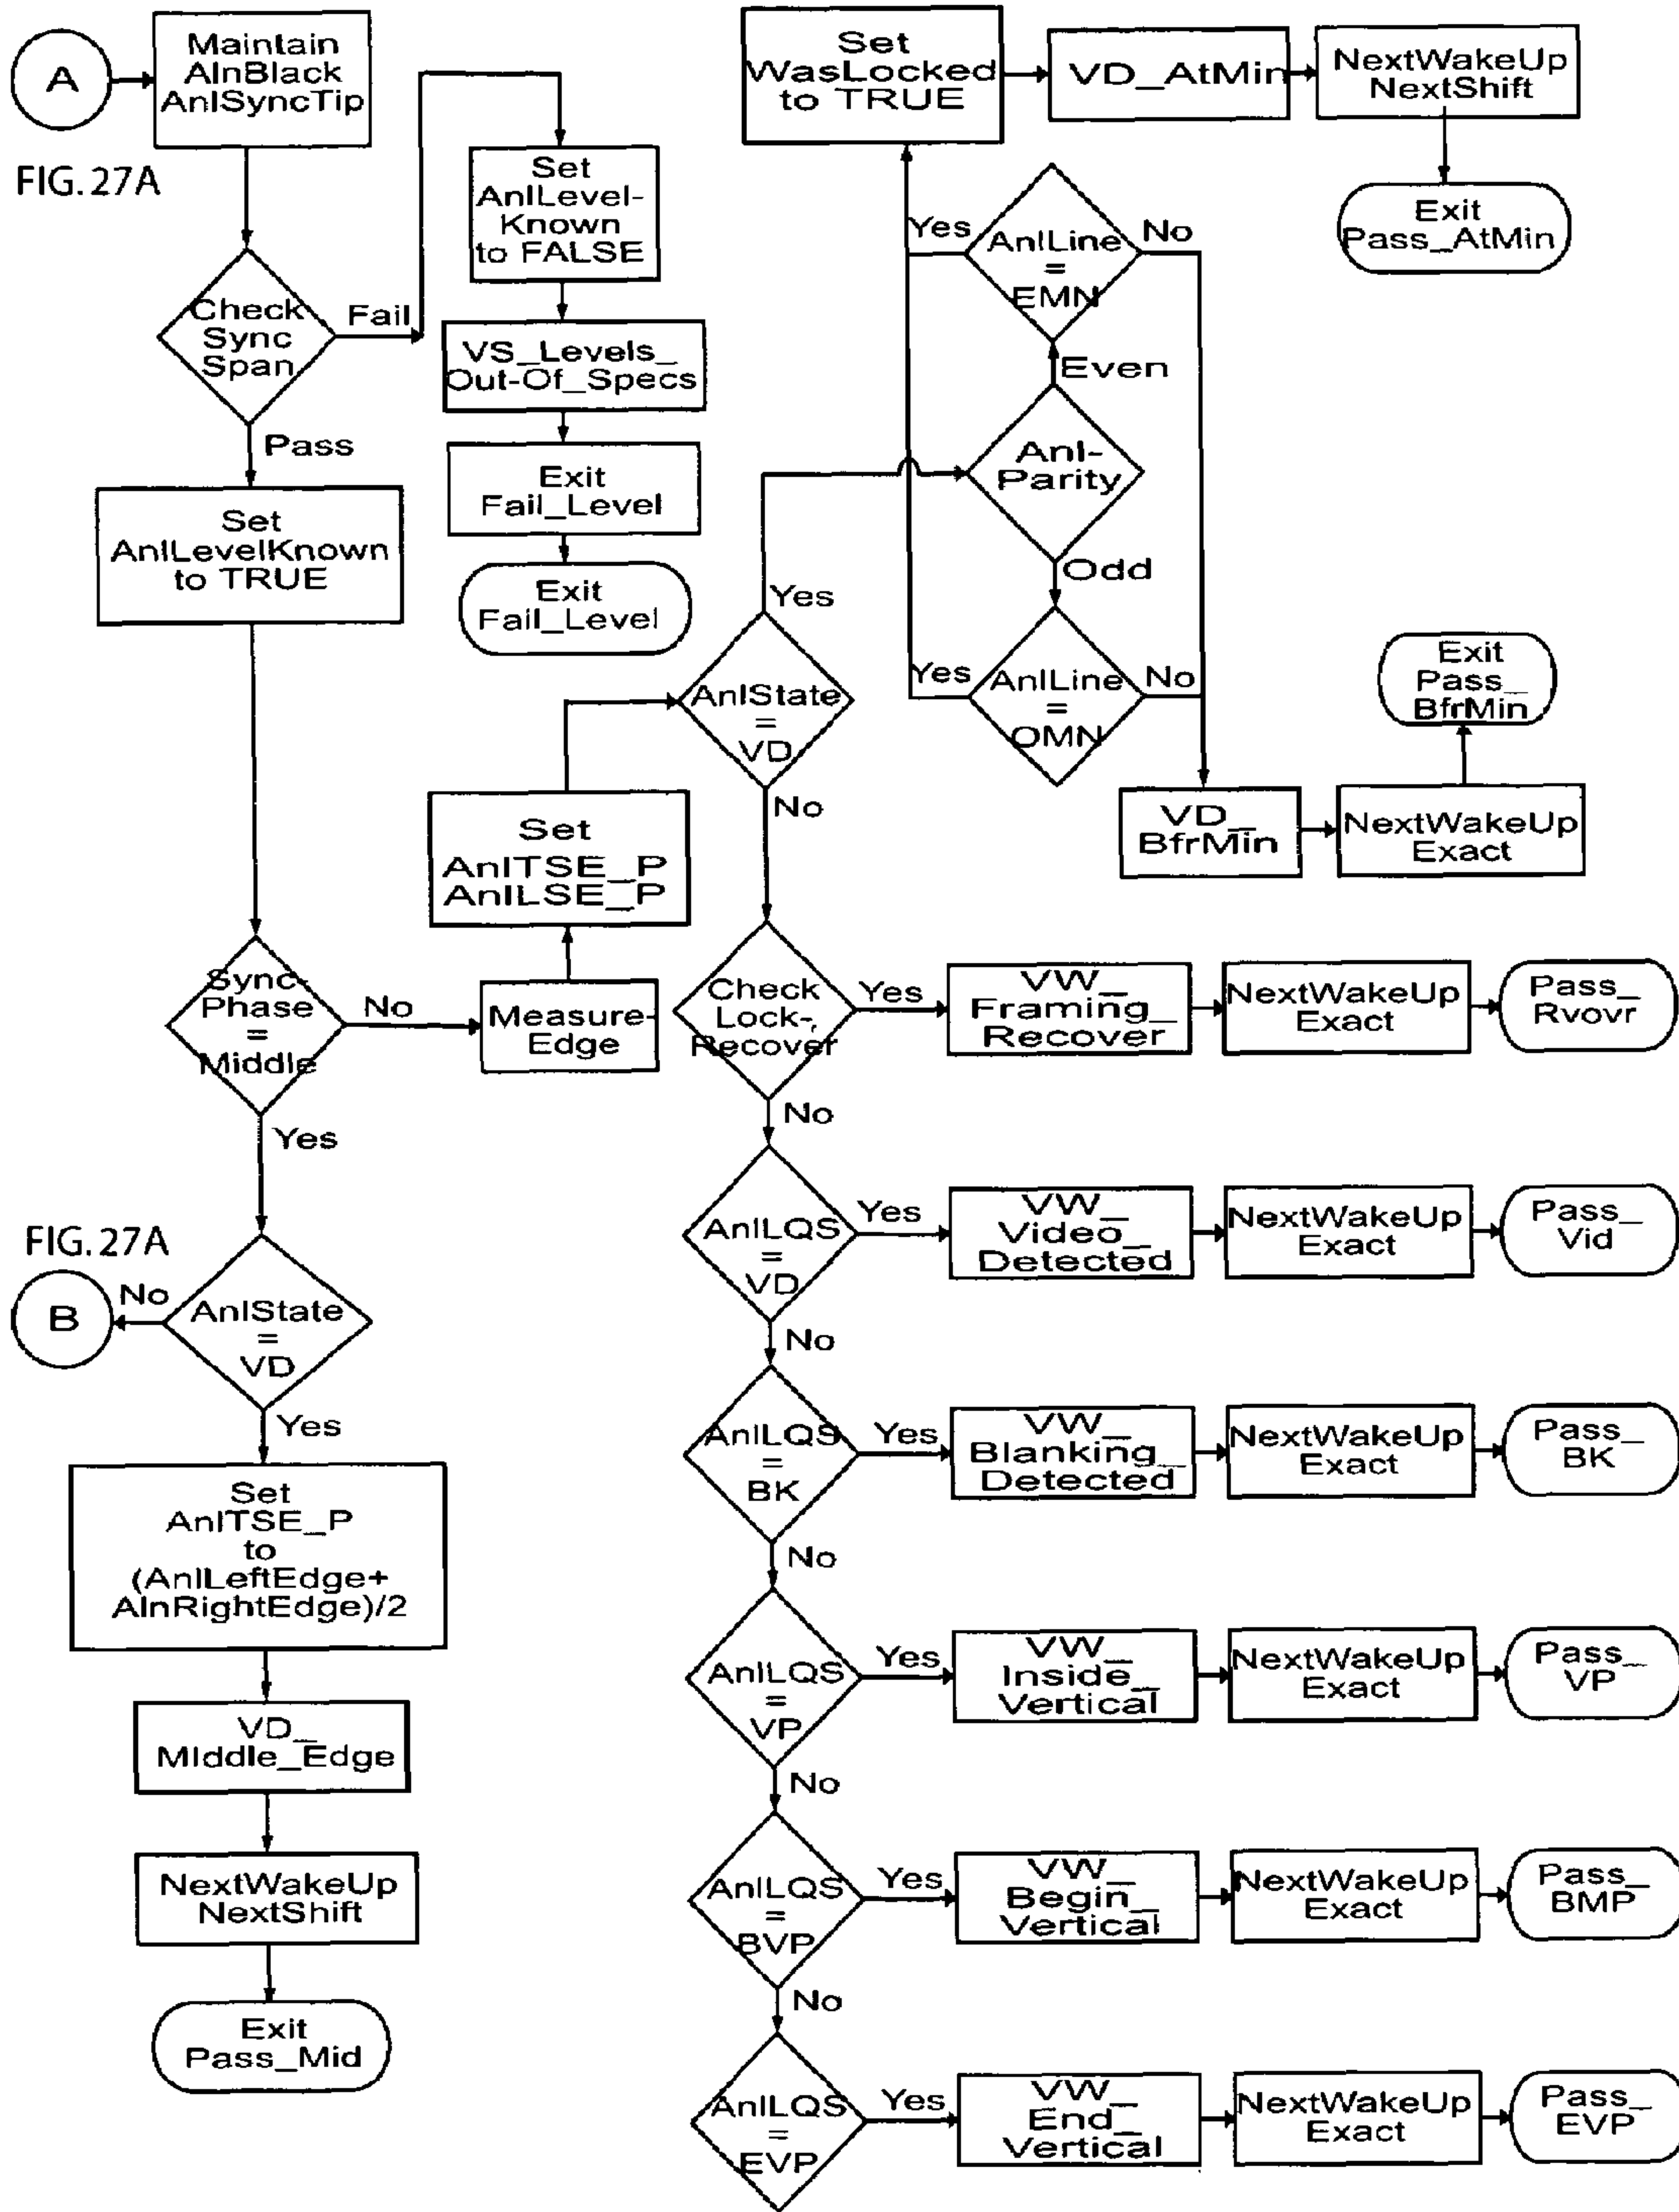 A
Maintain
AlnBlack
AnlSyncTip
FIG. 27A
Check
Sync
Span
Fail
Pass
Set
AnlLevel-
Known
to FALSE
VS_Levels_
Out-Of_Specs
Exit
Fail_Level
Exit
Fail_Level
Set
AnlLevelKnown
to TRUE
Sync-
Phase
=
Middle
No
Yes
Measure-
Edge
Set
AnlTSE_P
AnlLSE_P
FIG. 27A
B
No
AnlState
=
VD
Yes
Set
AnlTSE_P
to
(AnlLeftEdge+
AlnRightEdge)/2
VD_
MIddle_Edge
NextWakeUp
NextShift
Exit
Pass_Mid
Set
WasLocked
to TRUE
VD_AtMin
NextWakeUp
NextShift
Exit
Pass_AtMin
Yes
AnlLine
=
EMN
No
Even
Anl-
Parity
Odd
Yes
AnlLine
=
OMN
No
VD_
BfrMin
NextWakeUp
Exact
Exit
Pass_
BfrMin
Yes
AnlState
=
VD
No
Check
Lock-,
Recover
Yes
VW_
Framing_
Recover
NextWakeUp
Exact
Pass_
Rvovr
No
AnlLQS
=
VD
Yes
VW_
Video_
Detected
NextWakeUp
Exact
Pass_
Vid
No
AnlLQS
=
BK
Yes
VW_
Blanking_
Detected
NextWakeUp
Exact
Pass_
BK
No
AnlLQS
=
VP
Yes
VW_
Inside_
Vertical
NextWakeUp
Exact
Pass_
VP
No
AnlLQS
=
BVP
Yes
VW_
Begin_
Vertical
NextWakeUp
Exact
Pass_
BMP
No
AnlLQS
=
EVP
Yes
VW_
End_
Vertical
NextWakeUp
Exact
Pass_
EVP